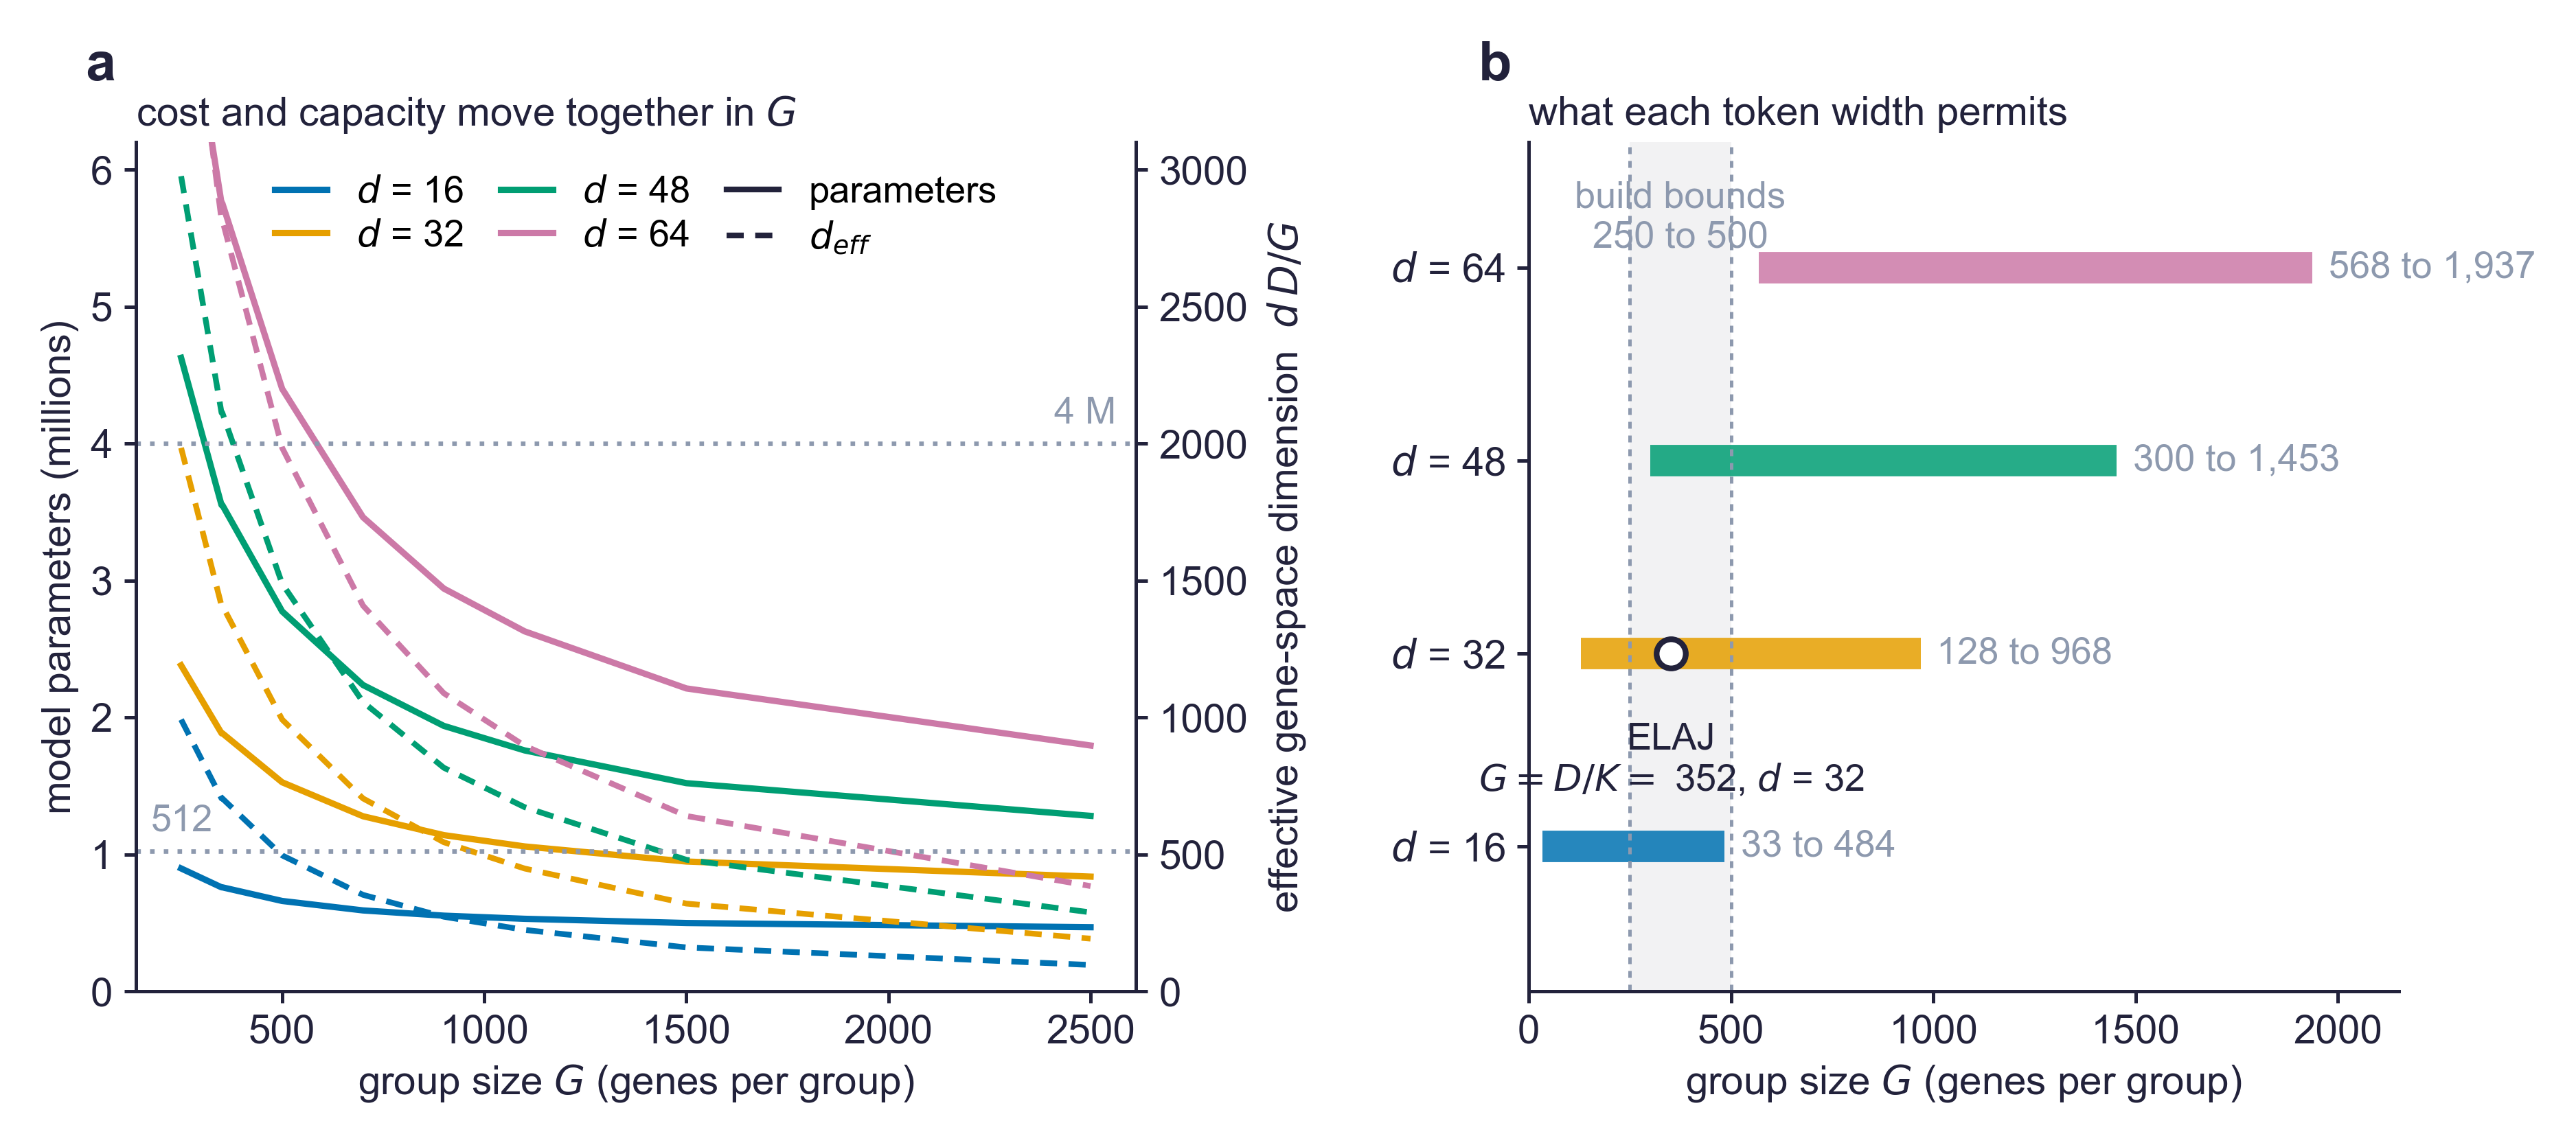 a
cost and capacity move together in G
d = 16
d = 32
d = 48
d = 64
parameters
d_eff
6
5
4
3
2
1
0
model parameters (millions)
4 M
512
3000
2500
2000
1500
1000
500
0
effective gene-space dimension d D/G
500
1000
1500
2000
2500
group size G (genes per group)
b
what each token width permits
build bounds
250 to 500
d = 64
568 to 1,937
d = 48
300 to 1,453
d = 32
128 to 968
ELAJ
G = D/K = 352, d = 32
d = 16
33 to 484
0
500
1000
1500
2000
group size G (genes per group)